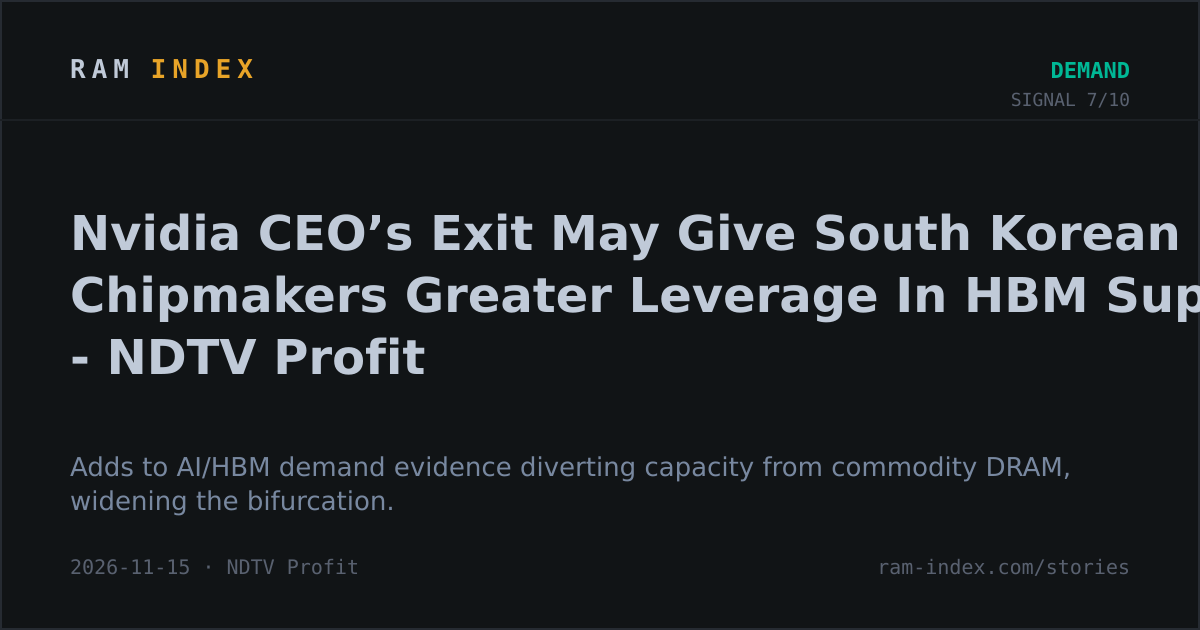 RAM INDEX
DEMAND
SIGNAL 7/10
Nvidia CEO’s Exit May Give South Korean
Chipmakers Greater Leverage In HBM
- NDTV Profit
Adds to AI/HBM demand evidence diverting capacity from commodity DRAM,
widening the bifurcation.
2026-11-15 · NDTV Profit
ram-index.com/stories